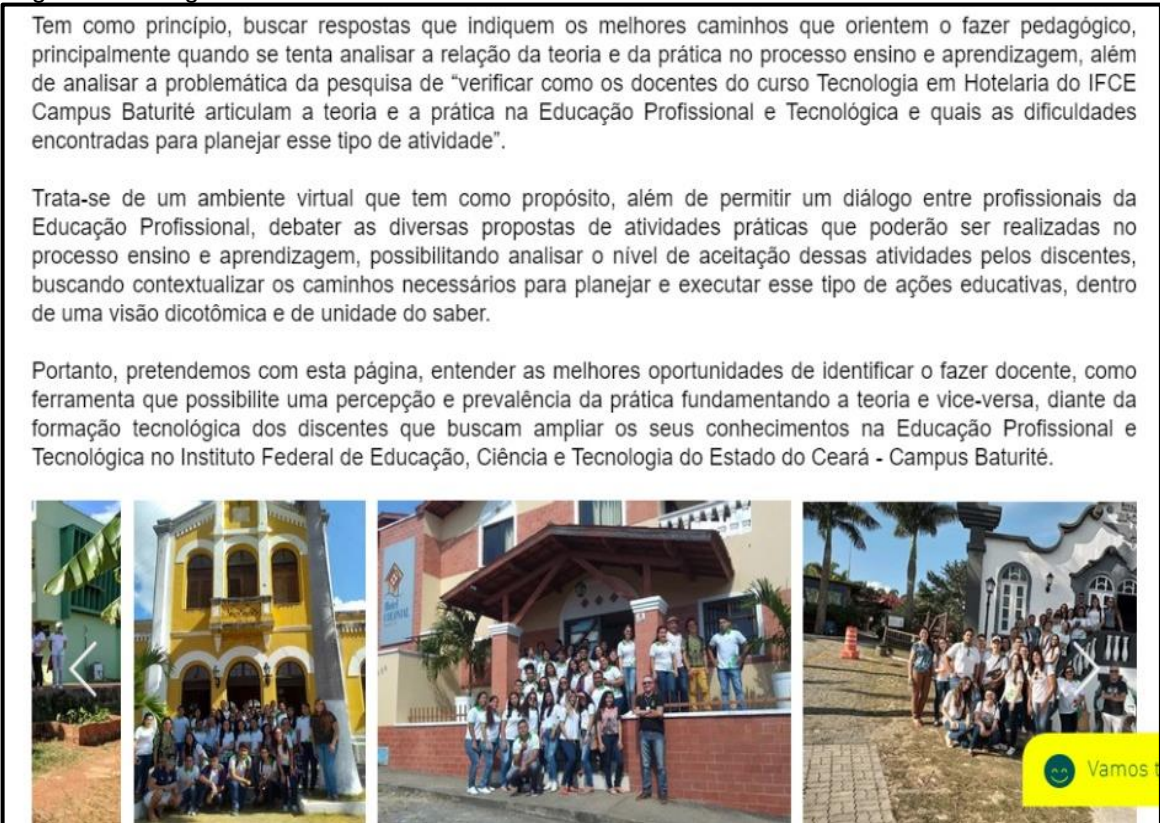 Tem como princípio, buscar respostas que indiquem os melhores caminhos que orientem o fazer pedagógico,
principalmente quando se tenta analisar a relação da teoria e da prática no processo ensino e aprendizagem, além
de analisar a problemática da pesquisa de “verificar como os docentes do curso Tecnologia em Hotelaria do IFCE
Campus Baturité articulam a teoria e a prática na Educação Profissional e Tecnológica e quais as dificuldades
encontradas para planejar esse tipo de atividade”.
Trata-se de um ambiente virtual que tem como propósito, além de permitir um diálogo entre profissionais da
Educação Profissional, debater as diversas propostas de atividades práticas que poderão ser realizadas no
processo ensino e aprendizagem, possibilitando analisar o nível de aceitação dessas atividades pelos discentes,
buscando contextualizar os caminhos necessários para planejar e executar esse tipo de ações educativas, dentro
de uma visão dicotômica e de unidade do saber.
Portanto, pretendemos com esta página, entender as melhores oportunidades de identificar o fazer docente, como
ferramenta que possibilite uma percepção e prevalência da prática fundamentando a teoria e vice-versa, diante da
formação tecnológica dos discentes que buscam ampliar os seus conhecimentos na Educação Profissional e
Tecnológica no Instituto Federal de Educação, Ciência e Tecnologia do Estado do Ceará - Campus Baturité.
Hotel
COLONIAL
Vamos t